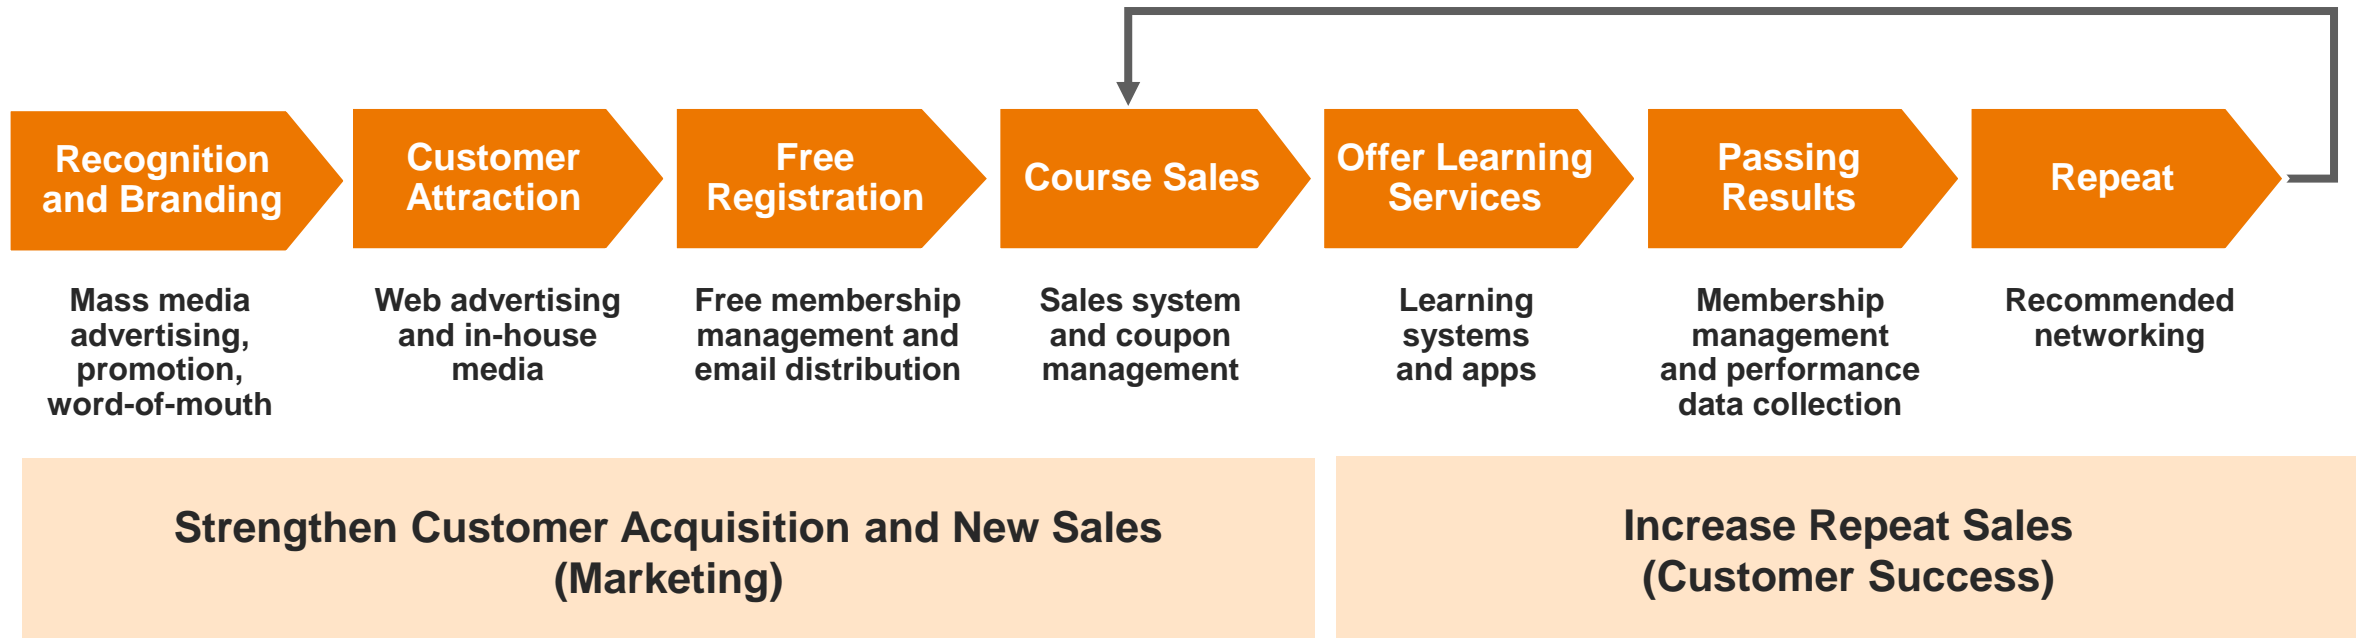 Recognition
and Branding
Customer
Attraction
Free
Registration
Course Sales
Offer Learning
Services
Passing
Results
Repeat
Mass media
advertising,
promotion,
word-of-mouth
Web advertising
and in-house
media
Free membership
management and
email distribution
Sales system
and coupon
management
Learning
systems
and apps
Membership
management
and performance
data collection
Recommended
networking
Strengthen Customer Acquisition and New Sales
(Marketing)
Increase Repeat Sales
(Customer Success)